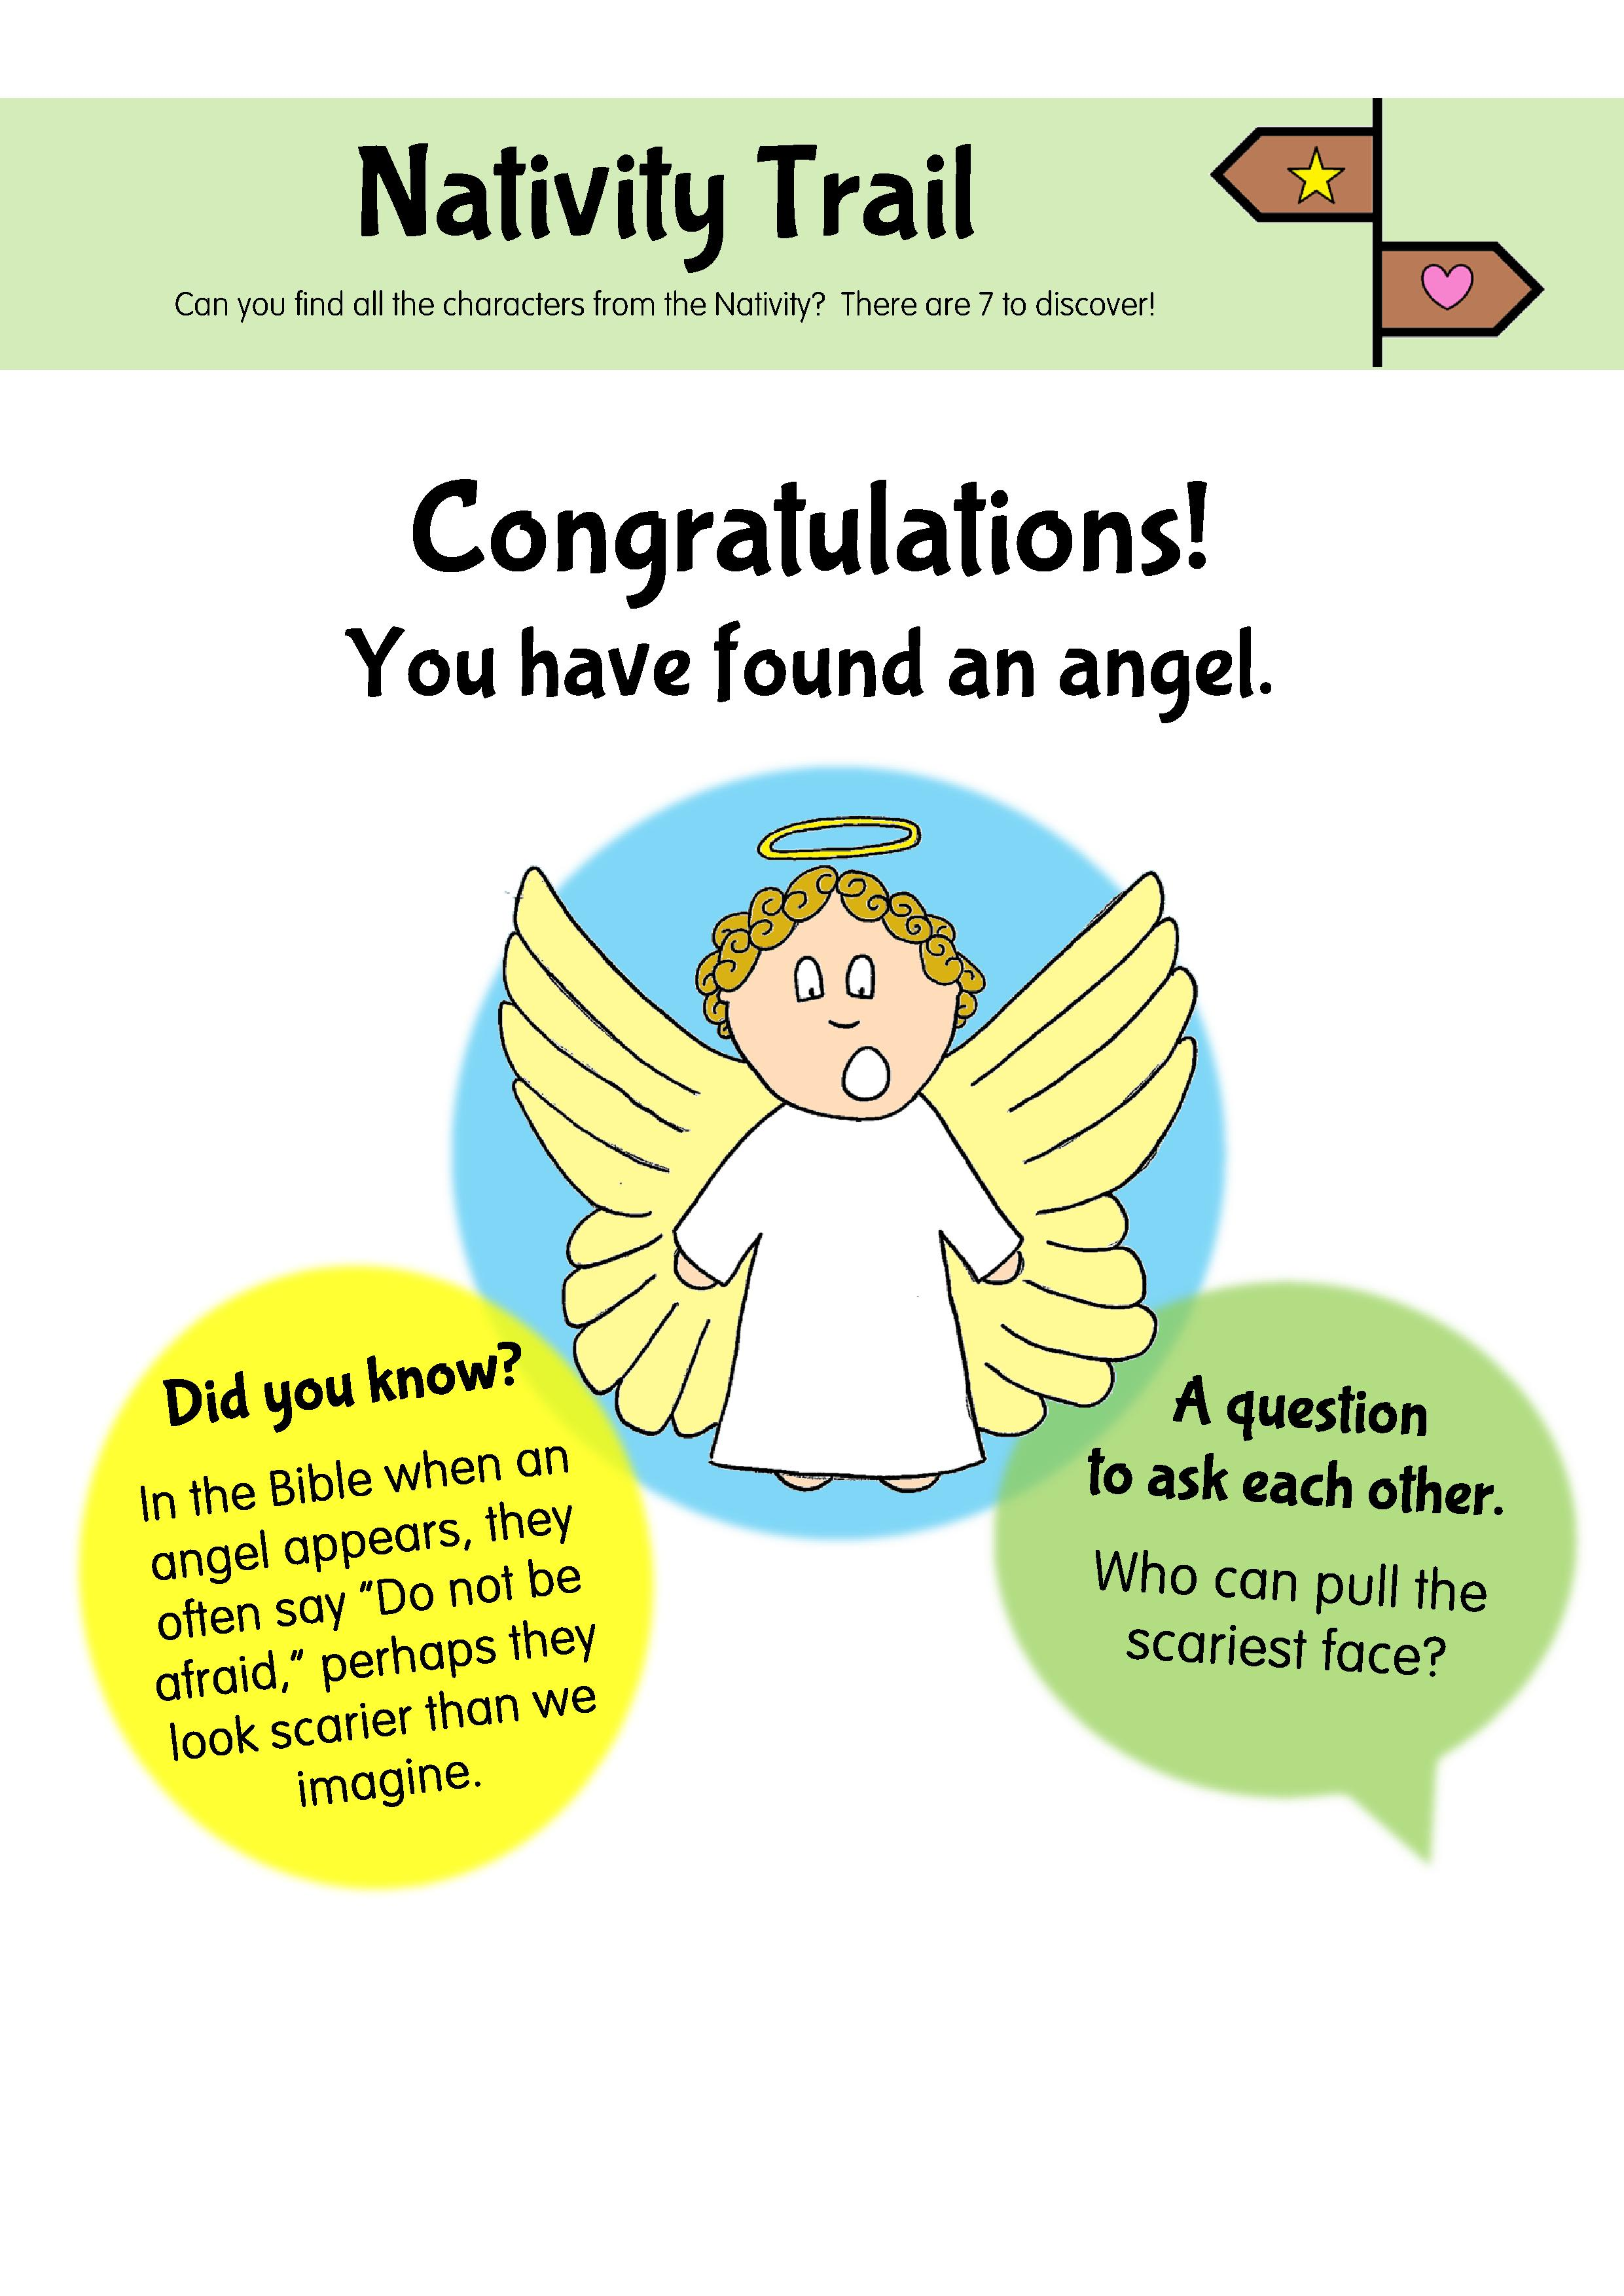 Nativity Trail
Can you find all the characters from the Nativity?  There are 7 to discover!
Congratulations!
You have found an angel.
Did you know?
In the Bible when an
angel appears, they
often say “Do not be
afraid,” perhaps they
look scarier than we
imagine.
A question
to ask each other.
Who can pull the
scariest face?